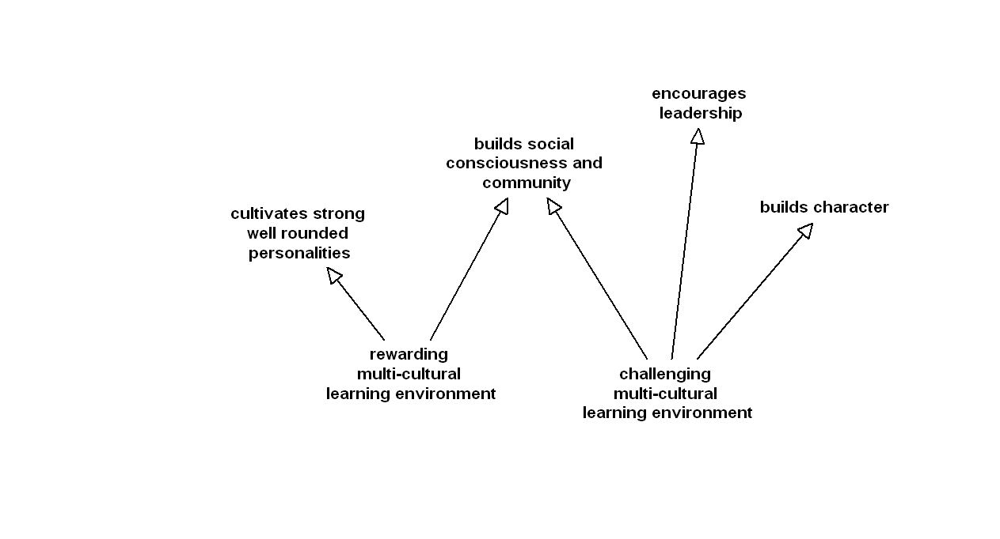 encourages
leadership
builds social
consciousness and
community
builds character
cultivates strong
well rounded
personalities
rewarding
multi-cultural
learning environment
challenging
multi-cultural
learning environment